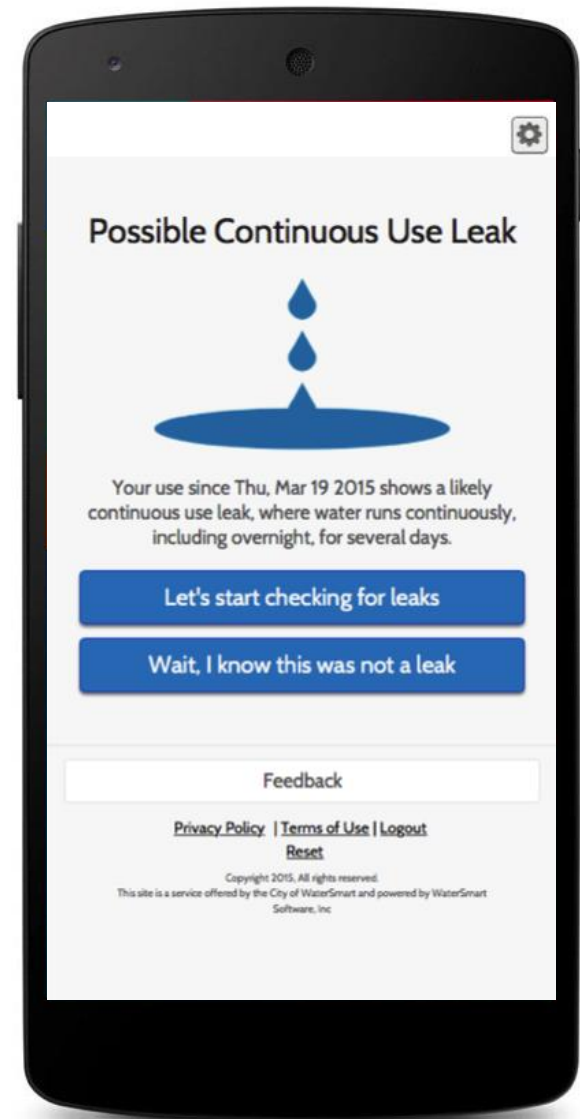 Possible Continuous Use Leak
Your use since Thu, Mar 19 2015 shows a likely
continuous use leak, where water runs continuously,
including overnight, for several days.
Let's start checking for leaks
Wait, I know this was not a leak
Feedback
Privacy Policy | Terms of Use | Logout
Reset
Copyright 2015, All rights reserved.
This site is a service offered by the City of WaterSmart and powered by WaterSmart
Software, Inc